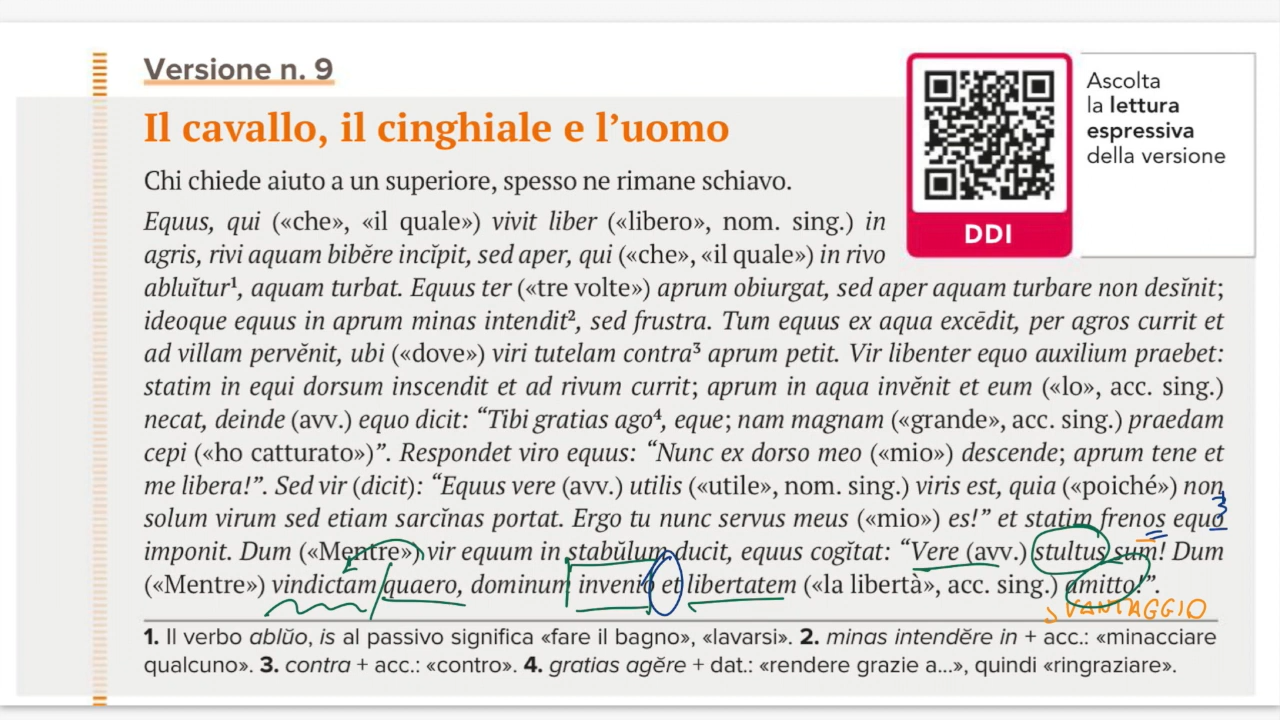 Versione n. 9
Il cavallo, il cinghiale e l'uomo
Chi chiede aiuto a un superiore, spesso ne rimane schiavo.
Equus, qui («che», «il quale») vivit liber («libero», nom. sing.) in
agris, rivi aquam bibĕre incĭpit, sed aper, qui («che», «il quale») in rivo
abluĭtur¹, aquam turbat. Equus ter («tre volte») aprum obiurgat, sed aper aquam turbare non desĭnit;
ideoque equus in aprum minas intendit², sed frustra. Tum equus ex aqua excēdit, per agros currit et
ad villam pervĕnit, ubi («dove») viri tutelam contra³ aprum petit. Vir libenter equo auxilium praebet:
statim in equi dorsum inscendit et ad rivum currit; aprum in aqua invĕnit et eum («lo», acc. sing.)
necat, deinde (avv.) equo dicit: “Tibi gratias ago⁴, eque; nam magnam («grande», acc. sing.) praedam
cepi («ho catturato»)”. Respondet viro equus: “Nunc ex dorso meo («mio») descende; aprum tene et
me libera!”. Sed vir (dicit): “Equus vere (avv.) utilis («utile», nom. sing.) viris est, quia («poiché») non
solum virum sed etiam sarcĭnas portat. Ergo tu nunc servus meus («mio») es!” et statim frenos equo
3
imponit. Dum («Mentre») vir equum in stabŭlum ducit, equus cogĭtat: “Vere (avv.) stultus sum! Dum
(«Mentre») vindictam quaero, dominum invenio et libertatem («la libertà», acc. sing.) amitto!”.
SVANTAGGIO
1. Il verbo abluo, is al passivo significa «fare il bagno», «lavarsi». 2. minas intendĕre in + acc.: «minacciare
qualcuno». 3. contra + acc.: «contro». 4. gratias agĕre + dat.: «rendere grazie a...», quindi «ringraziare».
DDI
Ascolta
la lettura
espressiva
della versione